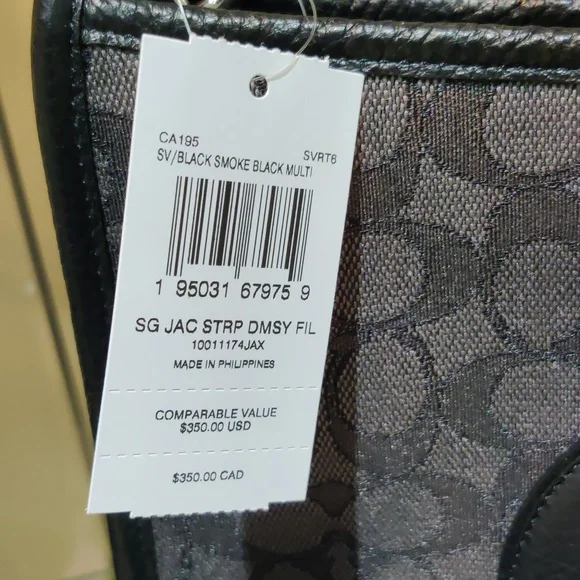 CA195 SVRT6
SV/BLACK SMOKE BLACK MULTI
1 95031 67975 9
SG JAC STRP DMSY FIL
10011174JAX
MADE IN PHILIPPINES
COMPARABLE VALUE
$350.00 USD
$350.00 CAD